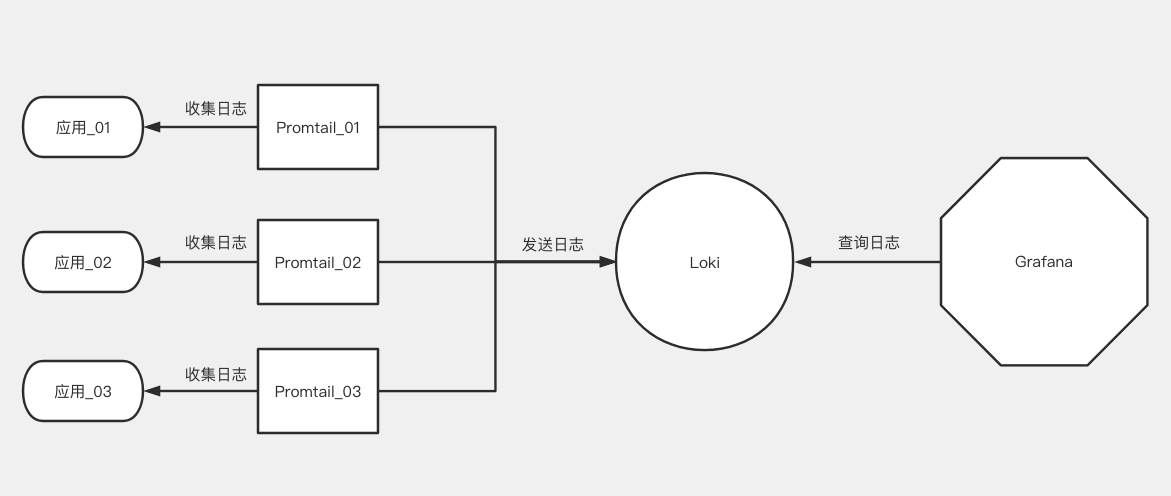 应用_01
收集日志
Promtail_01
应用_02
收集日志
Promtail_02
发送日志
Loki
查询日志
Grafana
应用_03
收集日志
Promtail_03